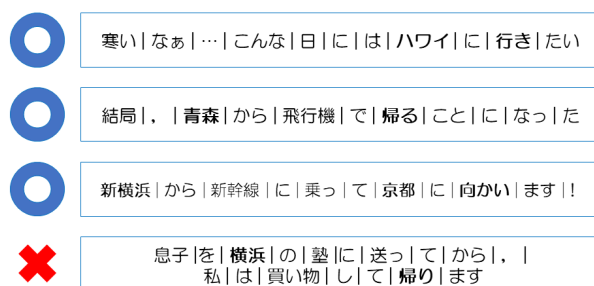 寒い|なぁ|…|こんな|日|に|は|ハワイ|に|行き|たい
結局|，|青森|から|飛行機|で|帰る|こと|に|なっ|た
新横浜|から|新幹線|に|乗っ|て|京都|に|向かい|ます|!
息子|を|横浜|の|塾|に|送っ|て|から|，|
私|は|買い物|し|て|帰り|ます